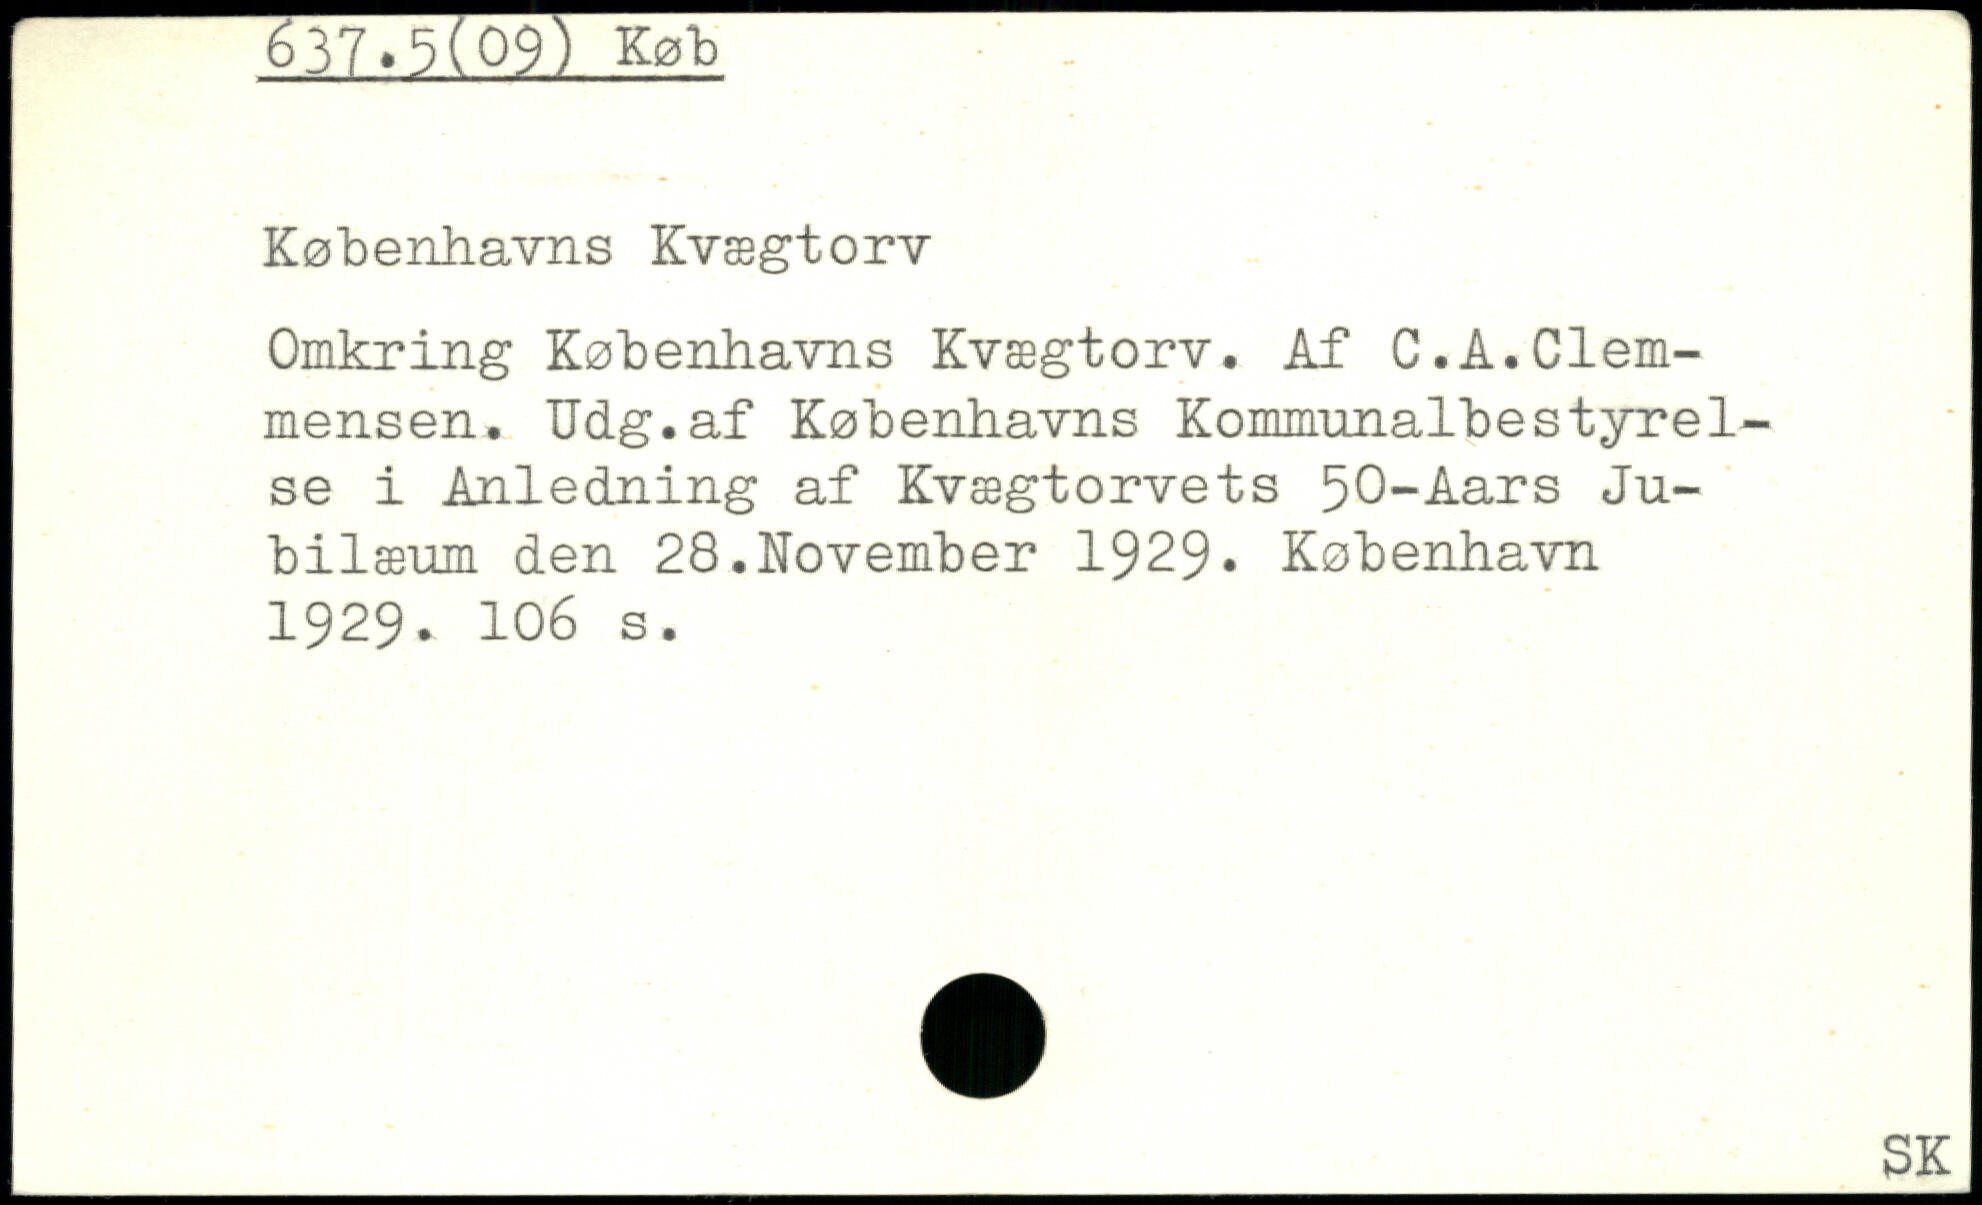 637.5(09) Køb
Københavns Kvægtorv
Omkring Københavns Kvægtorv. Af C.A.Clem-
mensen. Udg.af Københavns Kommunalbestyrel-
se i Anledning af Kvægtorvets 50-Aars Ju-
bilæum den 28.November 1929. København
1929. 106 s.
SK